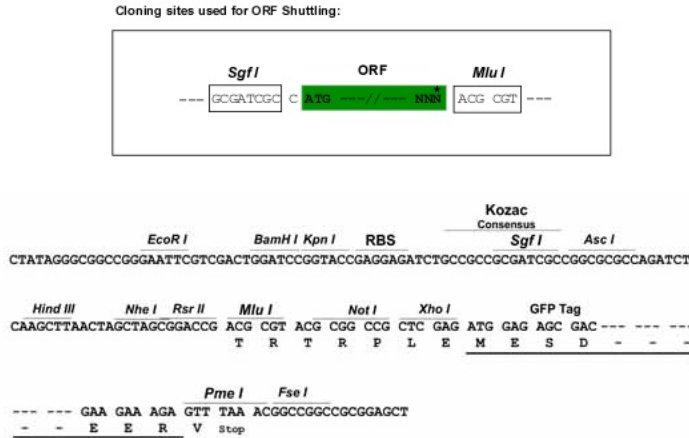 Cloning sites used for ORF Shuttling:
Sgf I ORF Mlu I
*
--- GCGATCGC C ATG ---//--- NNN ACG CGT ---
Kozac
Consensus
EcoR I BamH I Kpn I RBS Sgf I Asc I
CTATAGGGCGGCCGGGAATTCGTCGACTGGATCCGGTACCGAGGAGATCTGCCGCCGCGATCGCCGGCGCGCCAGATCT
Hind III Nhe I Rsr II Mlu I Not I Xho I GFP Tag
CAAGCTTAACTAGCTAGCGGACCG ACG CGT ACG CGG CCG CTC GAG ATG GAG AGC GAC--- --- ---
T R T R P L E M E S D - - -
Pme I Fse I
--- --- GAA GAA AGA GTT TAA ACGGCCGGCCGCGGAGCT
- - E E R V Stop